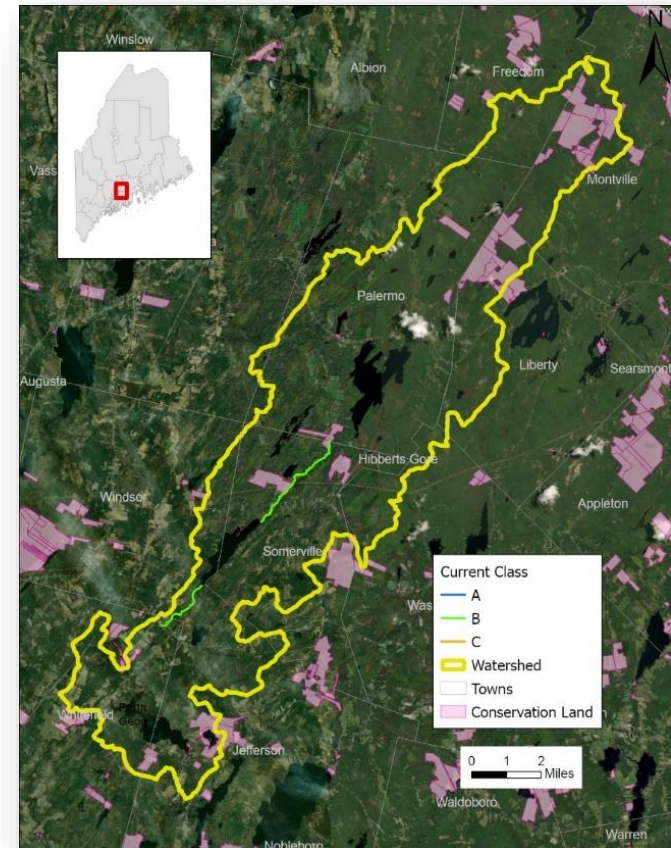 Winslow
Albion
Freedom
N
Vass
Montville
Palermo
Augusta
Liberty
Searsmont
Hibberts Gore
Windsor
Appleton
Somerville
Current Class
A
B
C
Watershed
Towns
Conservation Land
Was
Whitefield
Jefferson
0 1 2
Miles
Waldoboro
Nobleboro
Warren